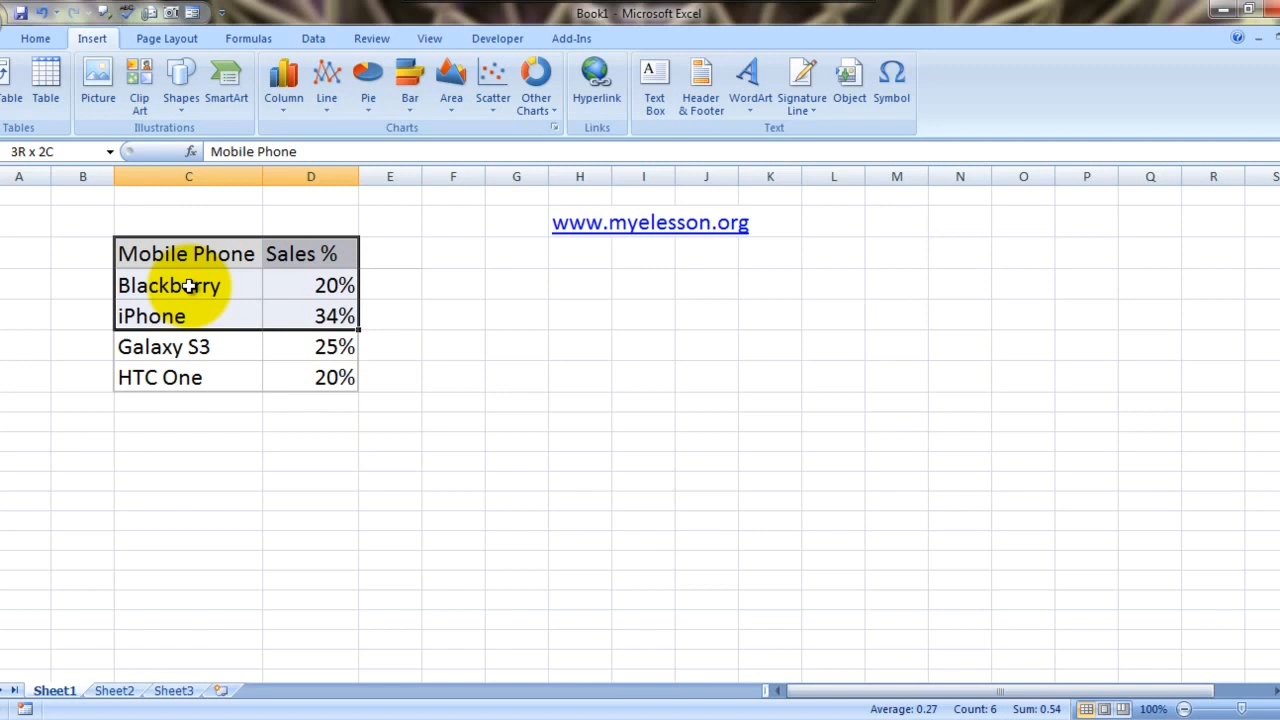 Book1 - Microsoft Excel
Home Insert Page Layout Formulas Data Review View Developer Add-Ins
Table Table Picture Clip Art Shapes SmartArt Column Line Pie Bar Area Scatter Other Charts Hyperlink Text Box Header & Footer WordArt Signature Line Object Symbol
Tables Illustrations Charts Links Text
3R x 2C fx Mobile Phone
A B C D E F G H I J K L M N O P Q R S
www.myelesson.org
Mobile Phone Sales %
Blackberry 20%
iPhone 34%
Galaxy S3 25%
HTC One 20%
Sheet1 Sheet2 Sheet3
Average: 0.27 Count: 6 Sum: 0.54 100%